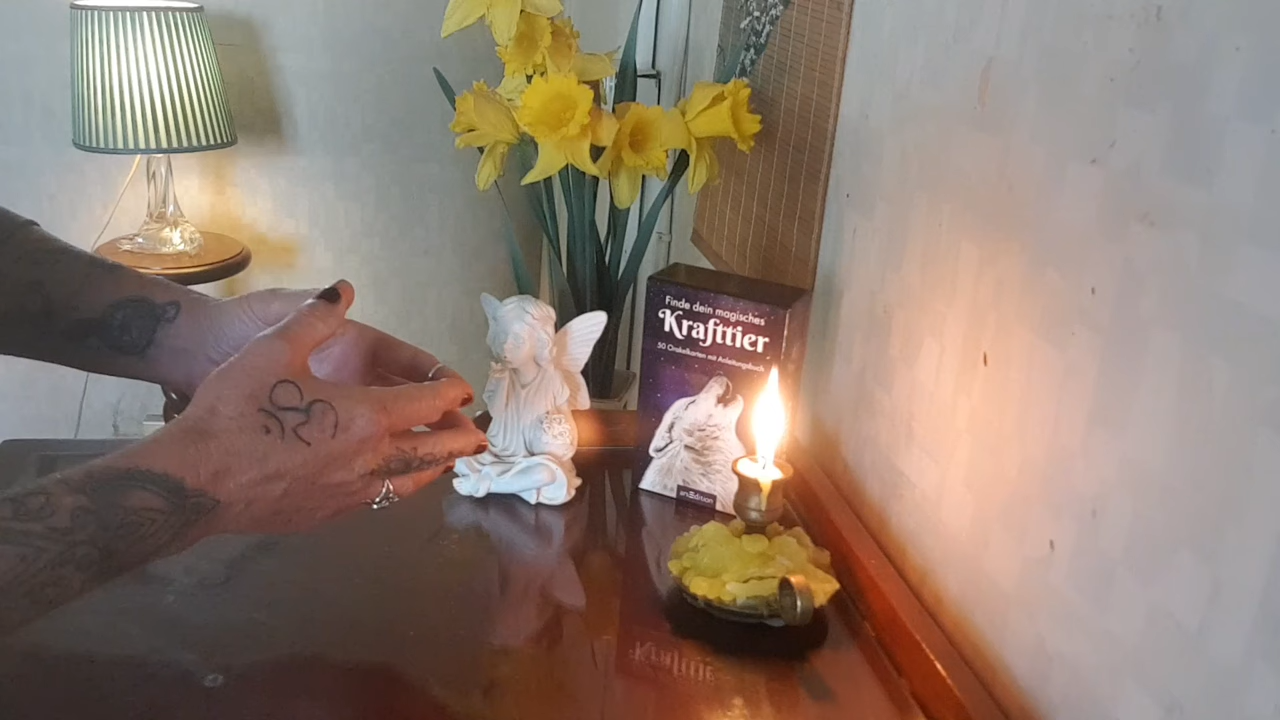 Finde dein magisches
Krafttier
50 Orakelkarten mit Anleitungsbuch
arsEdition